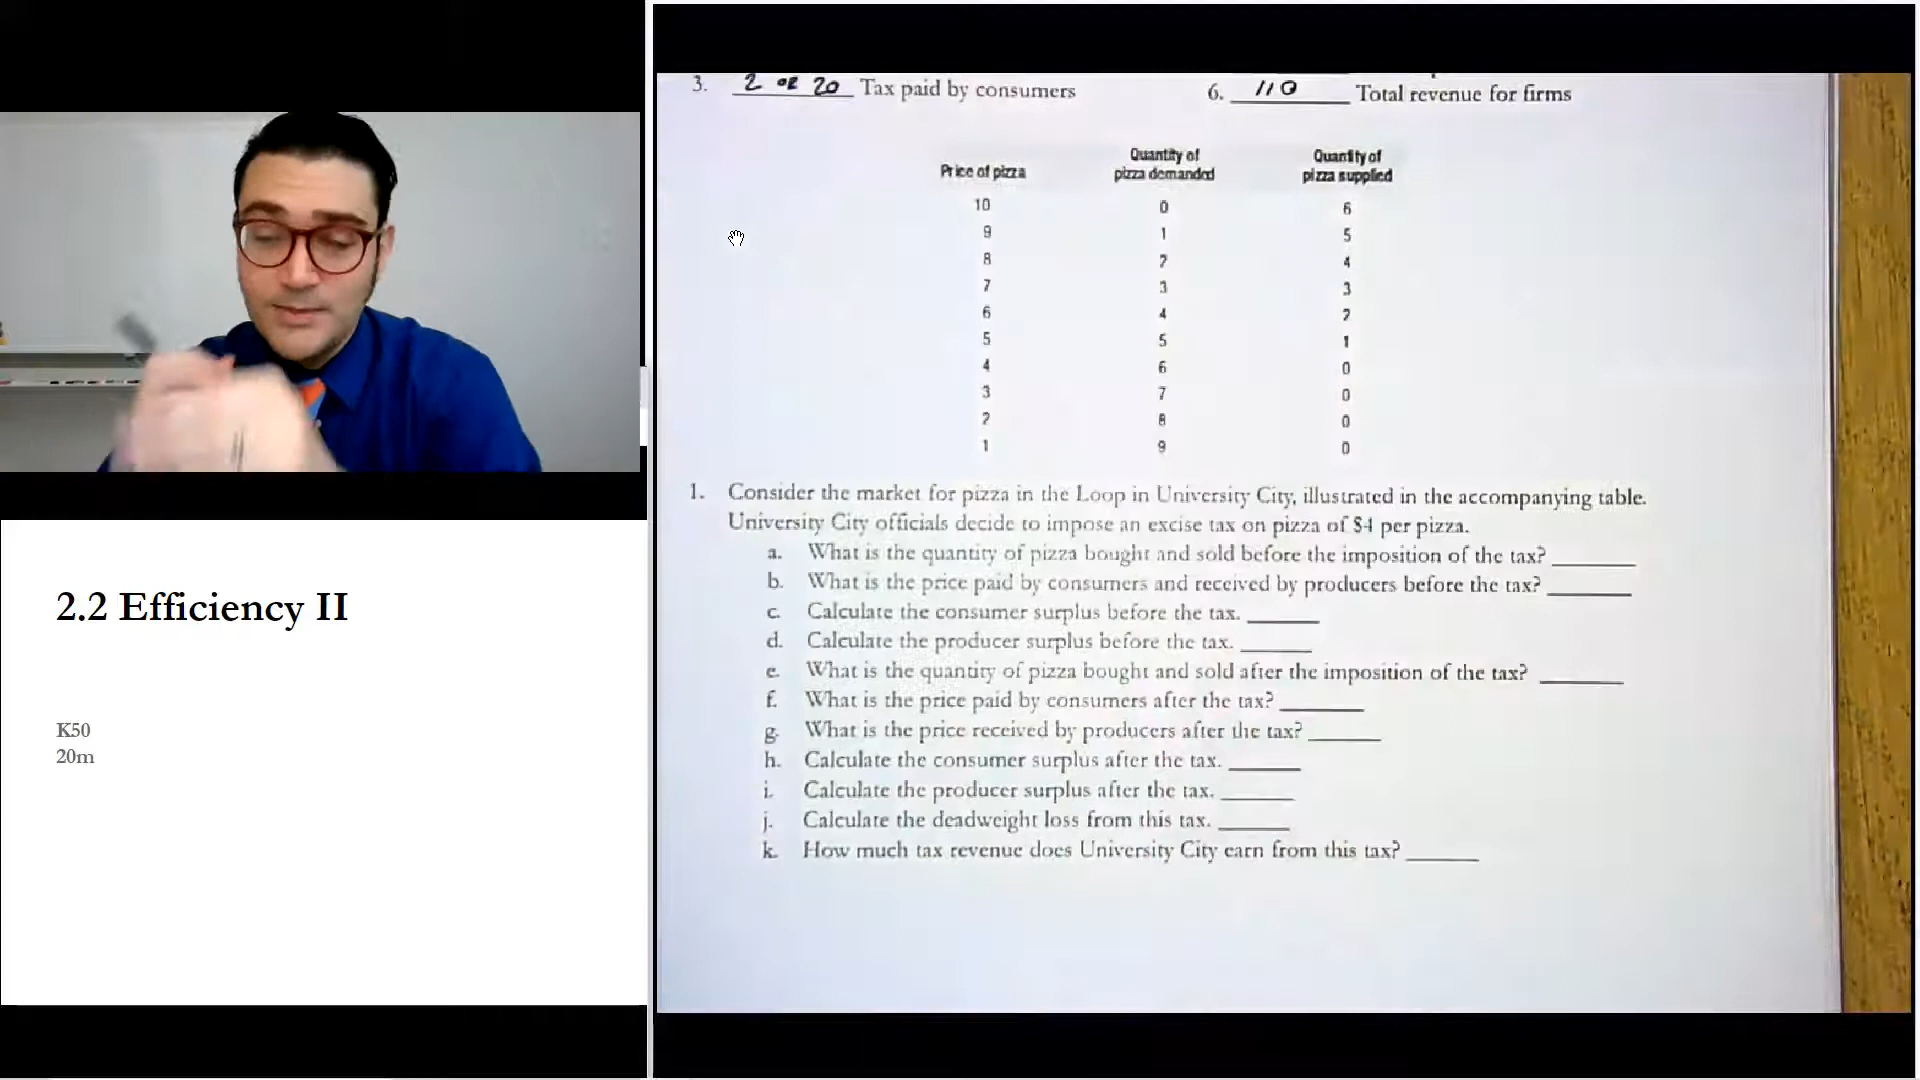 3. 2 OR 20 Tax paid by consumers
6. 110 Total revenue for firms
Price of pizza
Quantity of
pizza demanded
Quantity of
pizza supplied
10 0 6
9 1 5
8 2 4
7 3 3
6 4 2
5 5 1
4 6 0
3 7 0
2 8 0
1 9 0
1. Consider the market for pizza in the Loop in University City, illustrated in the accompanying table.
University City officials decide to impose an excise tax on pizza of $4 per pizza.
a. What is the quantity of pizza bought and sold before the imposition of the tax?
b. What is the price paid by consumers and received by producers before the tax?
c. Calculate the consumer surplus before the tax.
d. Calculate the producer surplus before the tax.
e. What is the quantity of pizza bought and sold after the imposition of the tax?
f. What is the price paid by consumers after the tax?
g. What is the price received by producers after the tax?
h. Calculate the consumer surplus after the tax.
i. Calculate the producer surplus after the tax.
j. Calculate the deadweight loss from this tax.
k. How much tax revenue does University City earn from this tax?
2.2 Efficiency II
K50
20m